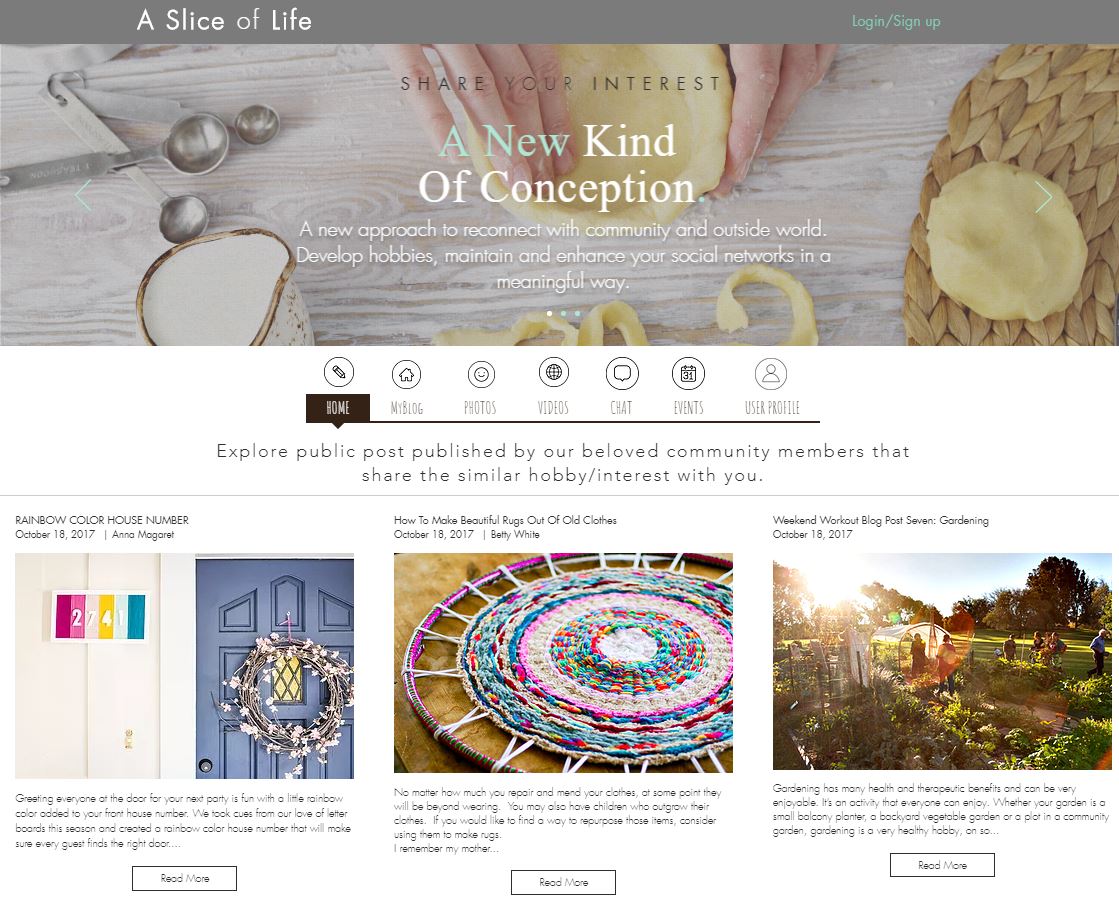 A Slice of Life
Login/Sign up
SHARE YOUR INTEREST
A New Kind
Of Conception.
A new approach to reconnect with community and outside world.
Develop hobbies, maintain and enhance your social networks in a
meaningful way.
31
HOME MyBlog PHOTOS VIDEOS CHAT EVENTS USER PROFILE
Explore public post published by our beloved community members that
share the similar hobby/interest with you.
RAINBOW COLOR HOUSE NUMBER
October 18, 2017 | Anna Magaret
2741
Greeting everyone at the door for your next party is fun with a little rainbow
color added to your front house number. We took cues from our love of letter
boards this season and created a rainbow color house number that will make
sure every guest finds the right door....
Read More
How To Make Beautiful Rugs Out Of Old Clothes
October 18, 2017 | Betty White
No matter how much you repair and mend your clothes, at some point they
will be beyond wearing. You may also have children who outgrow their
clothes. If you would like to find a way to repurpose those items, consider
using them to make rugs.
I remember my mother...
Read More
Weekend Workout Blog Post Seven: Gardening
October 18, 2017
Gardening has many health and therapeutic benefits and can be very
enjoyable. It's an activity that everyone can enjoy. Whether your garden is a
small balcony planter, a backyard vegetable garden or a plot in a community
garden, gardening is a very healthy hobby, an so...
Read More